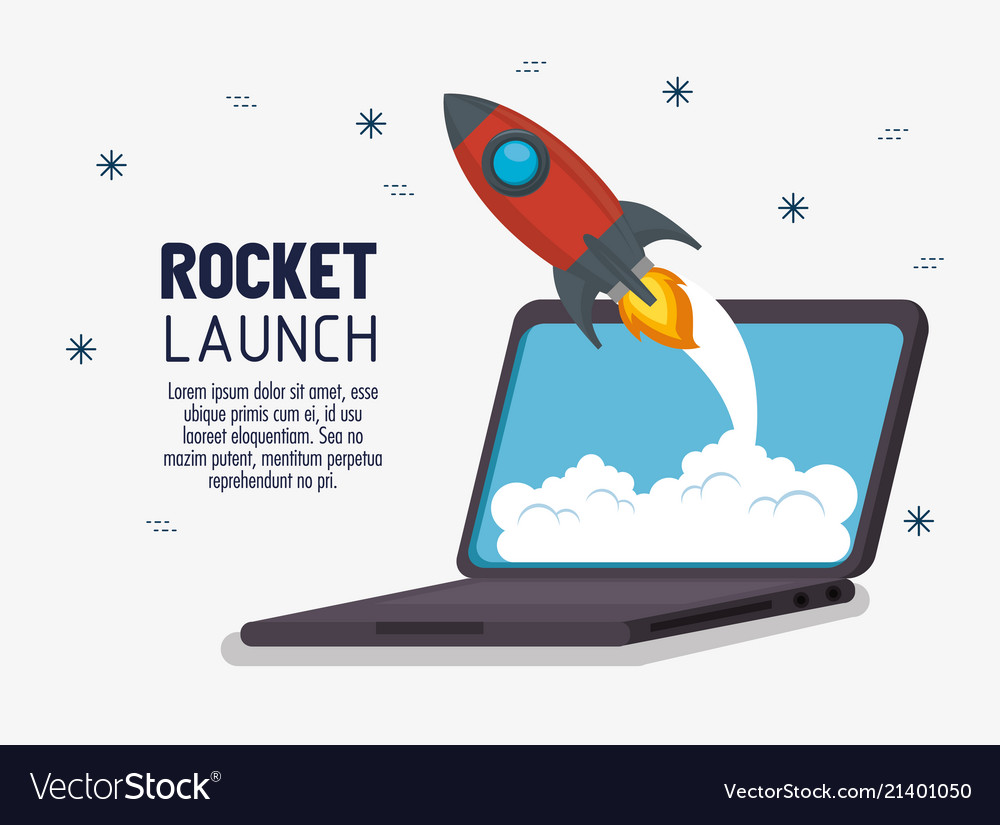 ROCKET
LAUNCH
Lorem ipsum dolor sit amet, esse
ubique primis cum ei, id usu
laoreet eloquentiam. Sea no
mazim putent, mentitum perpetua
reprehendunt no pri.
VectorStock®
VectorStock.com/21401050